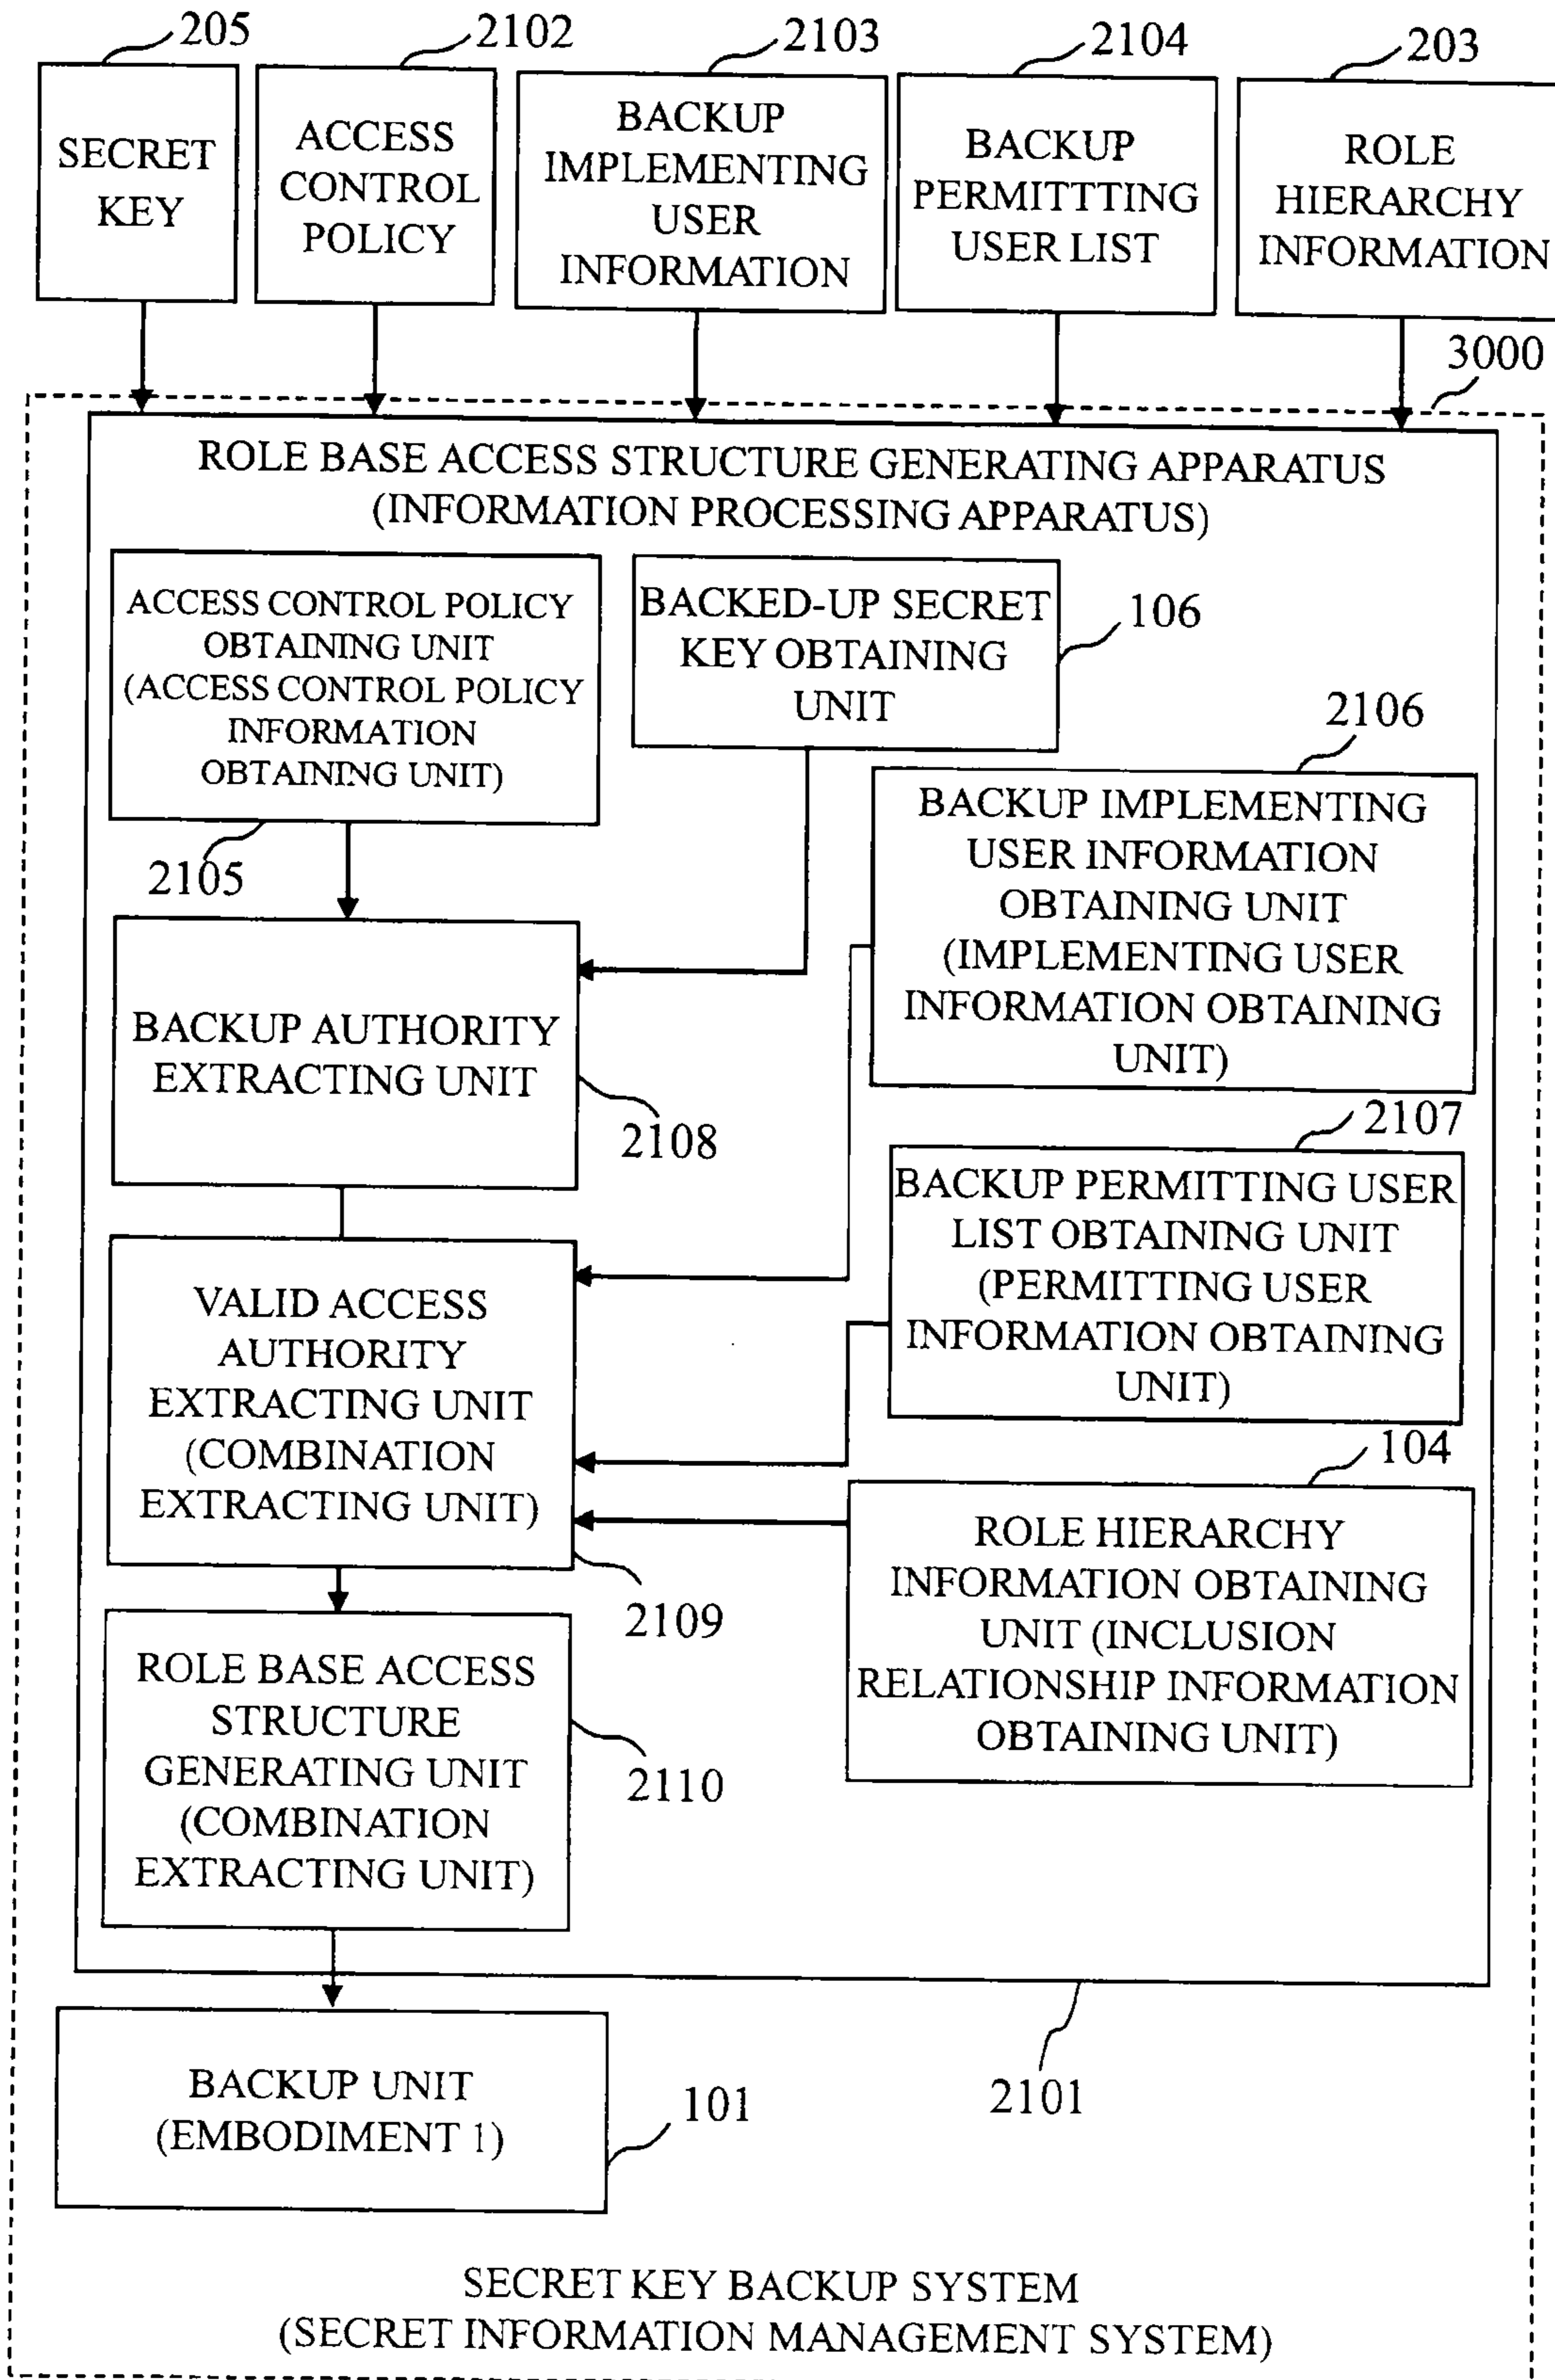 205
2102
2103
2104
203
SECRET
KEY
ACCESS
CONTROL
POLICY
BACKUP
IMPLEMENTING
USER
INFORMATION
BACKUP
PERMITTTING
USER LIST
ROLE
HIERARCHY
INFORMATION
3000
ROLE BASE ACCESS STRUCTURE GENERATING APPARATUS
(INFORMATION PROCESSING APPARATUS)
ACCESS CONTROL POLICY
OBTAINING UNIT
(ACCESS CONTROL POLICY
INFORMATION
OBTAINING UNIT)
2105
BACKED-UP SECRET
KEY OBTAINING
UNIT
106
2106
BACKUP IMPLEMENTING
USER INFORMATION
OBTAINING UNIT
(IMPLEMENTING USER
INFORMATION OBTAINING
UNIT)
BACKUP AUTHORITY
EXTRACTING UNIT
2108
2107
BACKUP PERMITTING USER
LIST OBTAINING UNIT
(PERMITTING USER
INFORMATION OBTAINING
UNIT)
VALID ACCESS
AUTHORITY
EXTRACTING UNIT
(COMBINATION
EXTRACTING UNIT)
2109
104
ROLE HIERARCHY
INFORMATION OBTAINING
UNIT (INCLUSION
RELATIONSHIP INFORMATION
OBTAINING UNIT)
ROLE BASE ACCESS
STRUCTURE
GENERATING UNIT
(COMBINATION
EXTRACTING UNIT)
2110
2101
BACKUP UNIT
(EMBODIMENT 1)
101
SECRET KEY BACKUP SYSTEM
(SECRET INFORMATION MANAGEMENT SYSTEM)